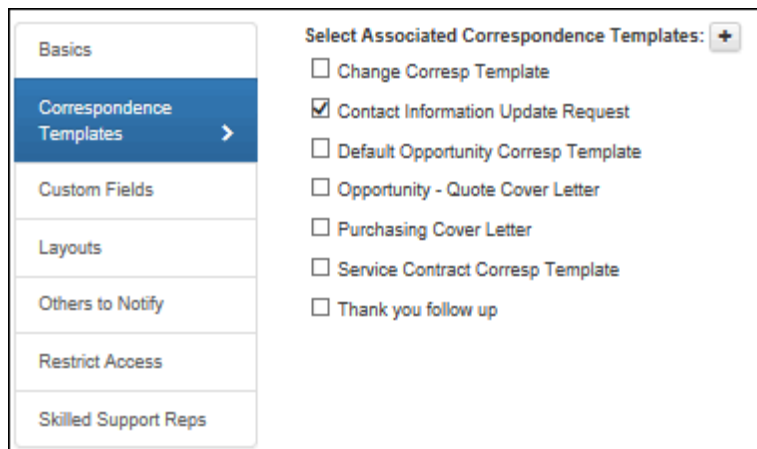 Basics
Correspondence
Templates
Custom Fields
Layouts
Others to Notify
Restrict Access
Skilled Support Reps
Select Associated Correspondence Templates: +
Change Corresp Template
Contact Information Update Request
Default Opportunity Corresp Template
Opportunity - Quote Cover Letter
Purchasing Cover Letter
Service Contract Corresp Template
Thank you follow up